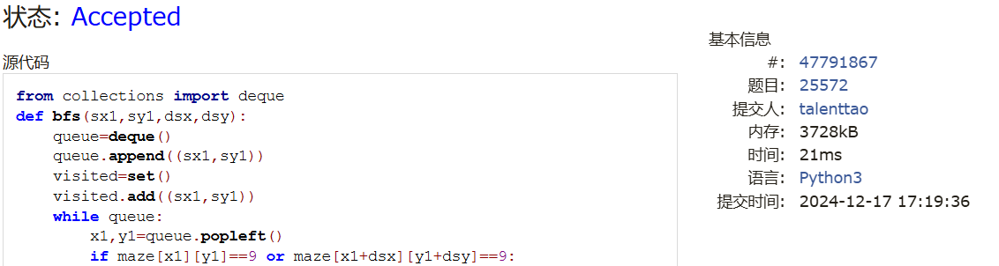 状态: Accepted
源代码
from collections import deque
def bfs(sx1,sy1,dsx,dsy):
    queue=deque()
    queue.append((sx1,sy1))
    visited=set()
    visited.add((sx1,sy1))
    while queue:
        x1,y1=queue.popleft()
        if maze[x1][y1]==9 or maze[x1+dsx][y1+dsy]==9:
基本信息
#: 47791867
题目: 25572
提交人: talenttao
内存: 3728kB
时间: 21ms
语言: Python3
提交时间: 2024-12-17 17:19:36